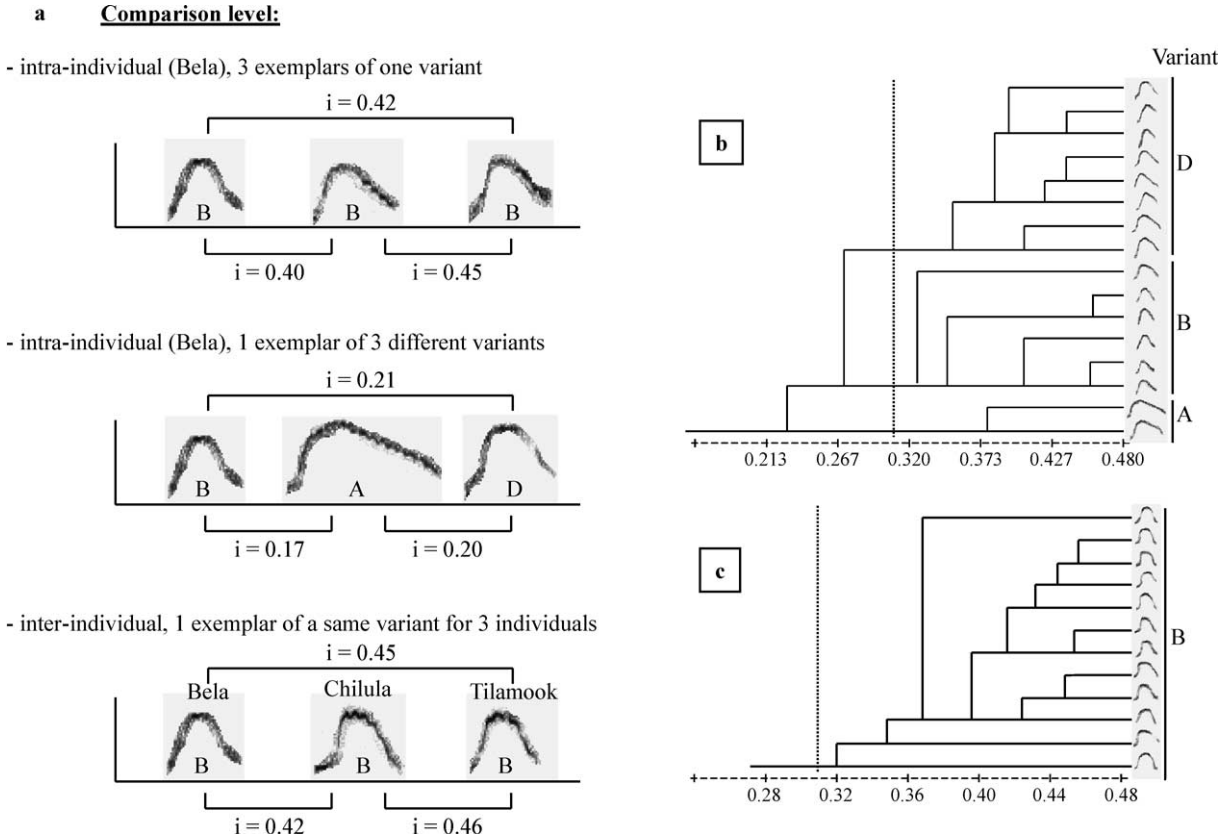 a Comparison level:
- intra-individual (Bela), 3 exemplars of one variant
i = 0.42
B B B
i = 0.40 i = 0.45
- intra-individual (Bela), 1 exemplar of 3 different variants
i = 0.21
B A D
i = 0.17 i = 0.20
- inter-individual, 1 exemplar of a same variant for 3 individuals
i = 0.45
Bela Chilula Tilamook
B B B
i = 0.42 i = 0.46
Variant
b
D
B
A
0.213 0.267 0.320 0.373 0.427 0.480
c
B
0.28 0.32 0.36 0.40 0.44 0.48